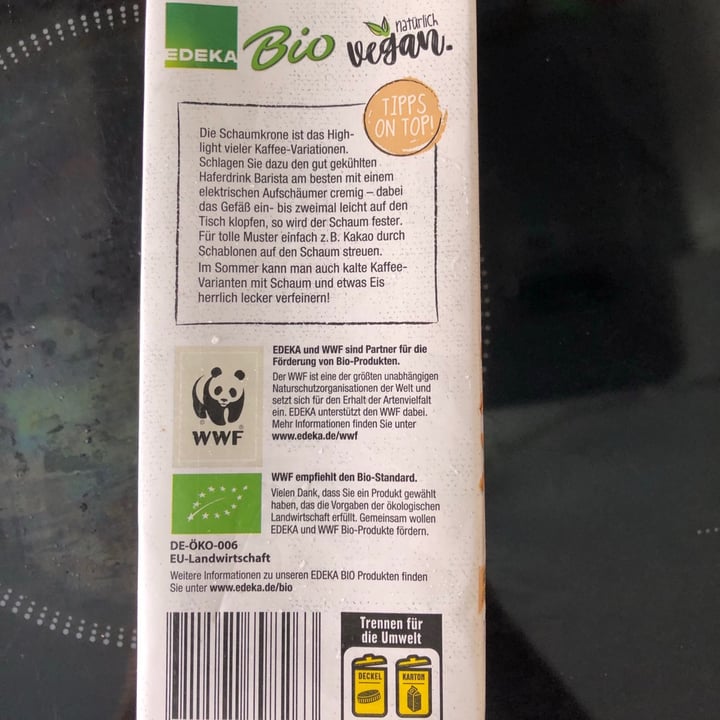 EDEKA Bio natürlich
vegan.
TIPPS
ON TOP!
Die Schaumkrone ist das High-
light vieler Kaffee-Variationen.
Schlagen Sie dazu den gut gekühlten
Haferdrink Barista am besten mit einem
elektrischen Aufschäumer cremig – dabei
das Gefäß ein- bis zweimal leicht auf den
Tisch klopfen, so wird der Schaum fester.
Für tolle Muster einfach z. B. Kakao durch
Schablonen auf den Schaum streuen.
Im Sommer kann man auch kalte Kaffee-
Varianten mit Schaum und etwas Eis
herrlich lecker verfeinern!
WWF
EDEKA und WWF sind Partner für die
Förderung von Bio-Produkten.
Der WWF ist eine der größten unabhängigen
Naturschutzorganisationen der Welt und
setzt sich für den Erhalt der Artenvielfalt
ein. EDEKA unterstützt den WWF dabei.
Mehr Informationen finden Sie unter
www.edeka.de/wwf
WWF empfiehlt den Bio-Standard.
Vielen Dank, dass Sie ein Produkt gewählt
haben, das die Vorgaben der ökologischen
Landwirtschaft erfüllt. Gemeinsam wollen
EDEKA und WWF Bio-Produkte fördern.
DE-ÖKO-006
EU-Landwirtschaft
Weitere Informationen zu unseren EDEKA BIO Produkten finden
Sie unter www.edeka.de/bio
Trennen für
die Umwelt
DECKEL
KARTON